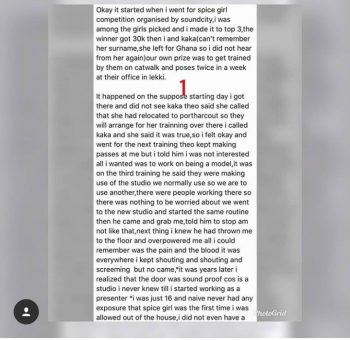 Okay it started when i went for spice girl
competition organised by soundcity,i was
among the girls picked and i made it to top 3,the
winner got 30k then i and kaka(can't remember
her surname,she left for Ghana so i did not hear
from her again)our own prize was to get trained
by them on catwalk and poses twice in a week
at their office in lekki.
1
It happened on the suppose starting day i got
there and did not see kaka theo said she called
that she had relocated to portharcout so they
will arrange for her trainning over there i called
kaka and she said it was true,so i felt okay and
went for the next training theo kept making
passes at me but i told him i was not interested
all i wanted was to work on being a model,it was
on the third training he said they were making
use of the studio we normally use so we are to
use another,there were people working there so
there was nothing to be worried about we went
to the new studio and started the same routine
then he came and grab me,told him to stop am
not like that,next thing i knew he had thrown me
to the floor and overpowered me all i could
remember was the pain and the blood it was
everywhere i kept shouting and shouting and
screeming but no came,*it was years later i
realized that the door was sound proof cos is a
studio i never knew till i started working as a
presenter *i was just 16 and naive never had any
exposure that spice girl was the first time i was
allowed out of the house,i did not even have a
PhotoGrid